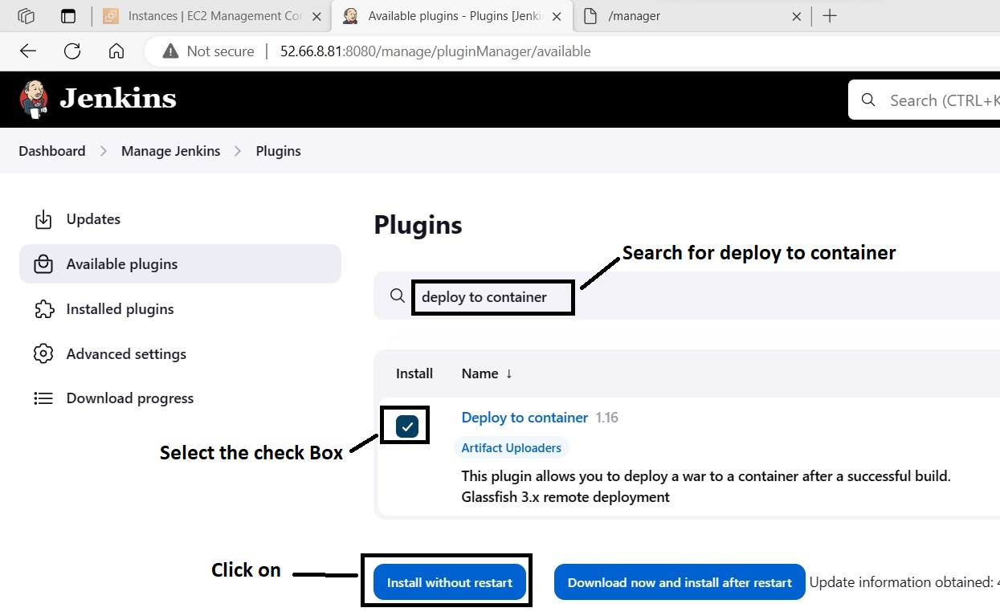 Instances | EC2 Management Con
Available plugins - Plugins [Jenki
/manager
Not secure | 52.66.8.81:8080/manage/pluginManager/available
Jenkins
Search (CTRL+K
Dashboard > Manage Jenkins > Plugins
Updates
Available plugins
Installed plugins
Advanced settings
Download progress
Plugins
Search for deploy to container
deploy to container
Install Name ↓
Deploy to container 1.16
Artifact Uploaders
This plugin allows you to deploy a war to a container after a successful build.
Glassfish 3.x remote deployment
Select the check Box
Click on
Install without restart
Download now and install after restart
Update information obtained: 4